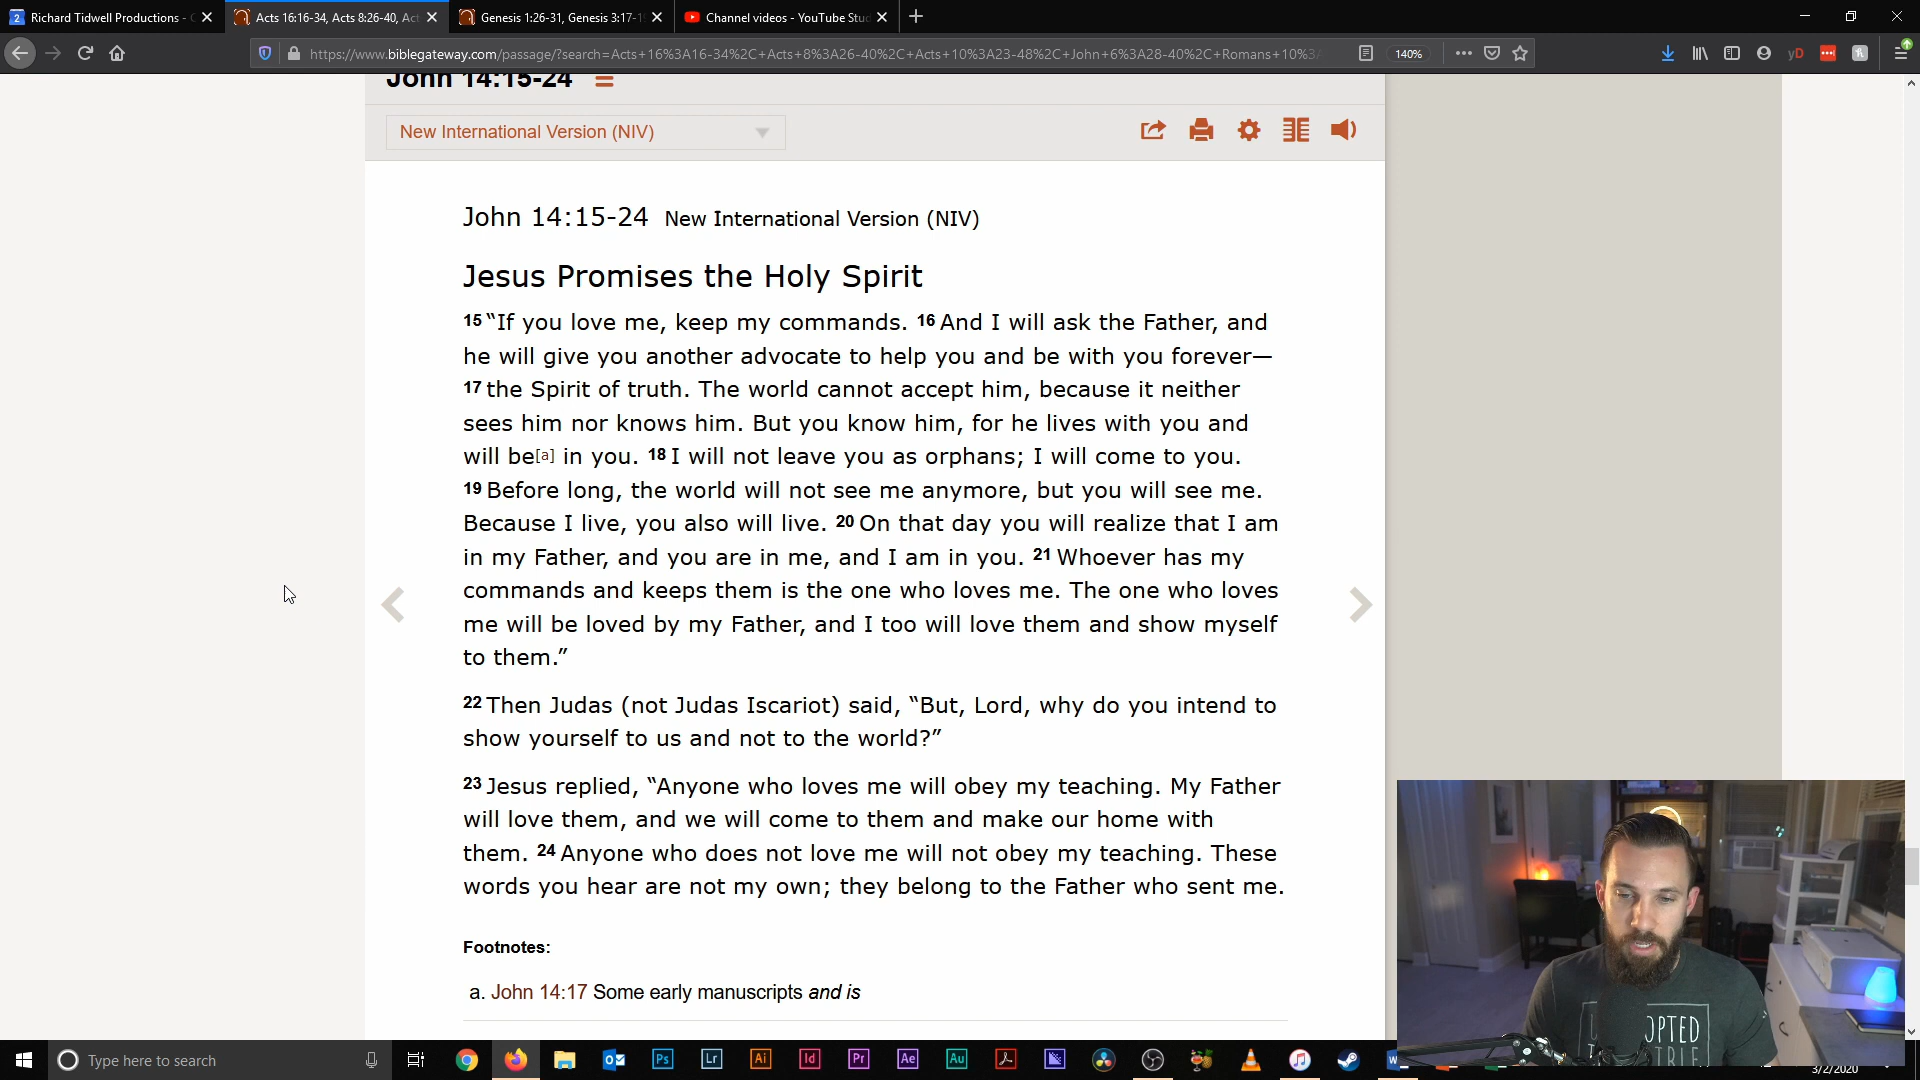 Richard Tidwell Productions -
Acts 16:16-34, Acts 8:26-40, Act
Genesis 1:26-31, Genesis 3:17-1
Channel videos - YouTube Stud
https://www.biblegateway.com/passage/?search=Acts+16%3A16-34%2C+Acts+8%3A26-40%2C+Acts+10%3A23-48%2C+John+6%3A28-40%2C+Romans+10%3
140%
yD
John 14:15-24
New International Version (NIV)
John 14:15-24 New International Version (NIV)
Jesus Promises the Holy Spirit
15 “If you love me, keep my commands. 16 And I will ask the Father, and
he will give you another advocate to help you and be with you forever—
17 the Spirit of truth. The world cannot accept him, because it neither
sees him nor knows him. But you know him, for he lives with you and
will be[a] in you. 18 I will not leave you as orphans; I will come to you.
19 Before long, the world will not see me anymore, but you will see me.
Because I live, you also will live. 20 On that day you will realize that I am
in my Father, and you are in me, and I am in you. 21 Whoever has my
commands and keeps them is the one who loves me. The one who loves
me will be loved by my Father, and I too will love them and show myself
to them.”
22 Then Judas (not Judas Iscariot) said, “But, Lord, why do you intend to
show yourself to us and not to the world?”
23 Jesus replied, “Anyone who loves me will obey my teaching. My Father
will love them, and we will come to them and make our home with
them. 24 Anyone who does not love me will not obey my teaching. These
words you hear are not my own; they belong to the Father who sent me.
Footnotes:
a. John 14:17 Some early manuscripts and is
OPTED
Type here to search
Ps
Lr
Ai
Id
Pr
Ae
Au
3/2/2020